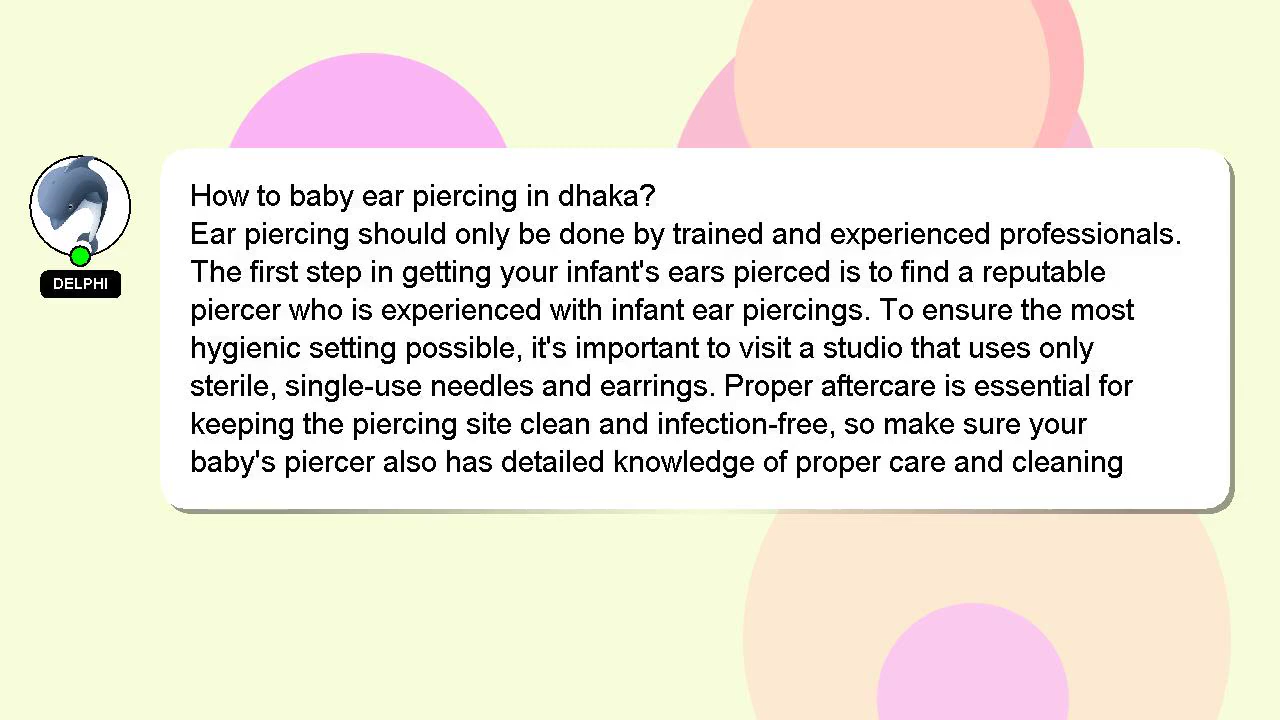 How to baby ear piercing in dhaka?
Ear piercing should only be done by trained and experienced professionals.
The first step in getting your infant's ears pierced is to find a reputable
piercer who is experienced with infant ear piercings. To ensure the most
hygienic setting possible, it's important to visit a studio that uses only
sterile, single-use needles and earrings. Proper aftercare is essential for
keeping the piercing site clean and infection-free, so make sure your
baby's piercer also has detailed knowledge of proper care and cleaning
DELPHI